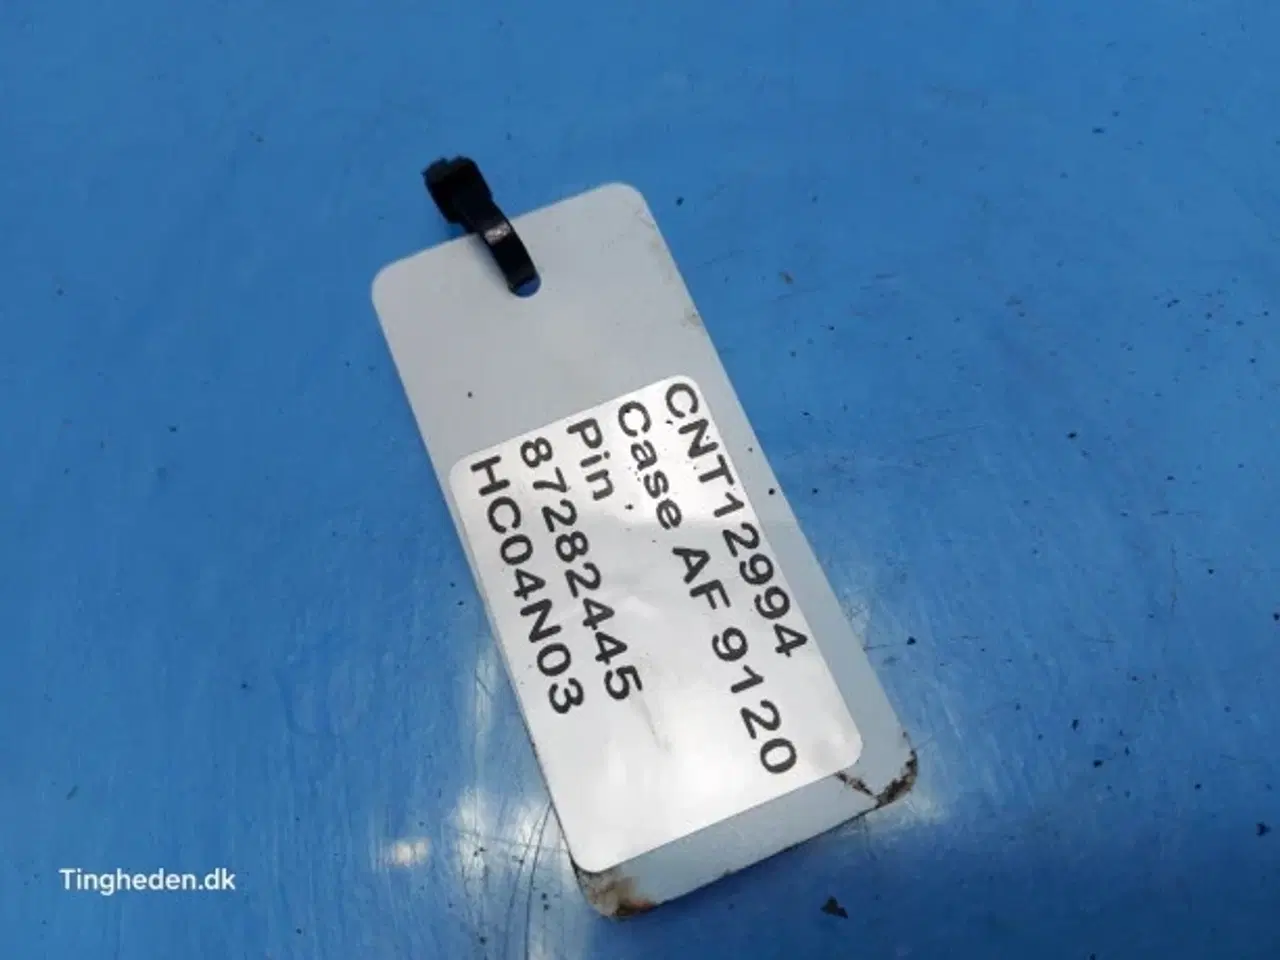 CNT12994
Case AF 9120
Pin
87282445
HC04N03
Tingheden.dk